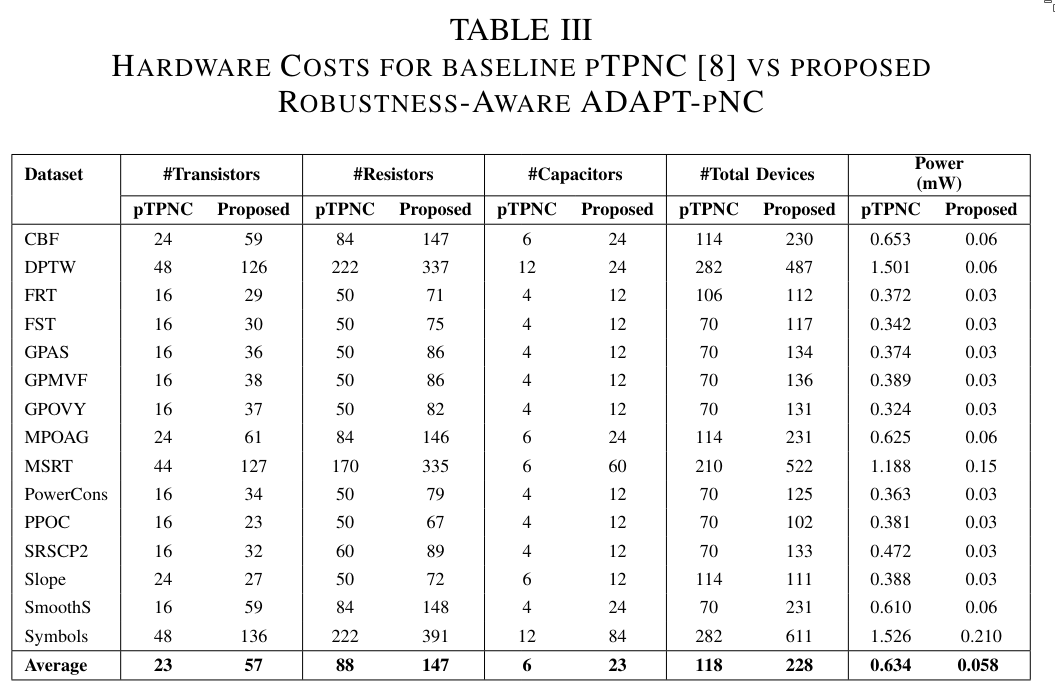 TABLE III
HARDWARE COSTS FOR BASELINE PTPNC [8] VS PROPOSED
ROBUSTNESS-AWARE ADAPT-PNC
Dataset #Transistors #Resistors #Capacitors #Total Devices Power (mW)
pTPNC Proposed pTPNC Proposed pTPNC Proposed pTPNC Proposed pTPNC Proposed
CBF 24 59 84 147 6 24 114 230 0.653 0.06
DPTW 48 126 222 337 12 24 282 487 1.501 0.06
FRT 16 29 50 71 4 12 106 112 0.372 0.03
FST 16 30 50 75 4 12 70 117 0.342 0.03
GPAS 16 36 50 86 4 12 70 134 0.374 0.03
GPMVF 16 38 50 86 4 12 70 136 0.389 0.03
GPOVY 16 37 50 82 4 12 70 131 0.324 0.03
MPOAG 24 61 84 146 6 24 114 231 0.625 0.06
MSRT 44 127 170 335 6 60 210 522 1.188 0.15
PowerCons 16 34 50 79 4 12 70 125 0.363 0.03
PPOC 16 23 50 67 4 12 70 102 0.381 0.03
SRSCP2 16 32 60 89 4 12 70 133 0.472 0.03
Slope 24 27 50 72 6 12 114 111 0.388 0.03
SmoothS 16 59 84 148 4 24 70 231 0.610 0.06
Symbols 48 136 222 391 12 84 282 611 1.526 0.210
Average 23 57 88 147 6 23 118 228 0.634 0.058